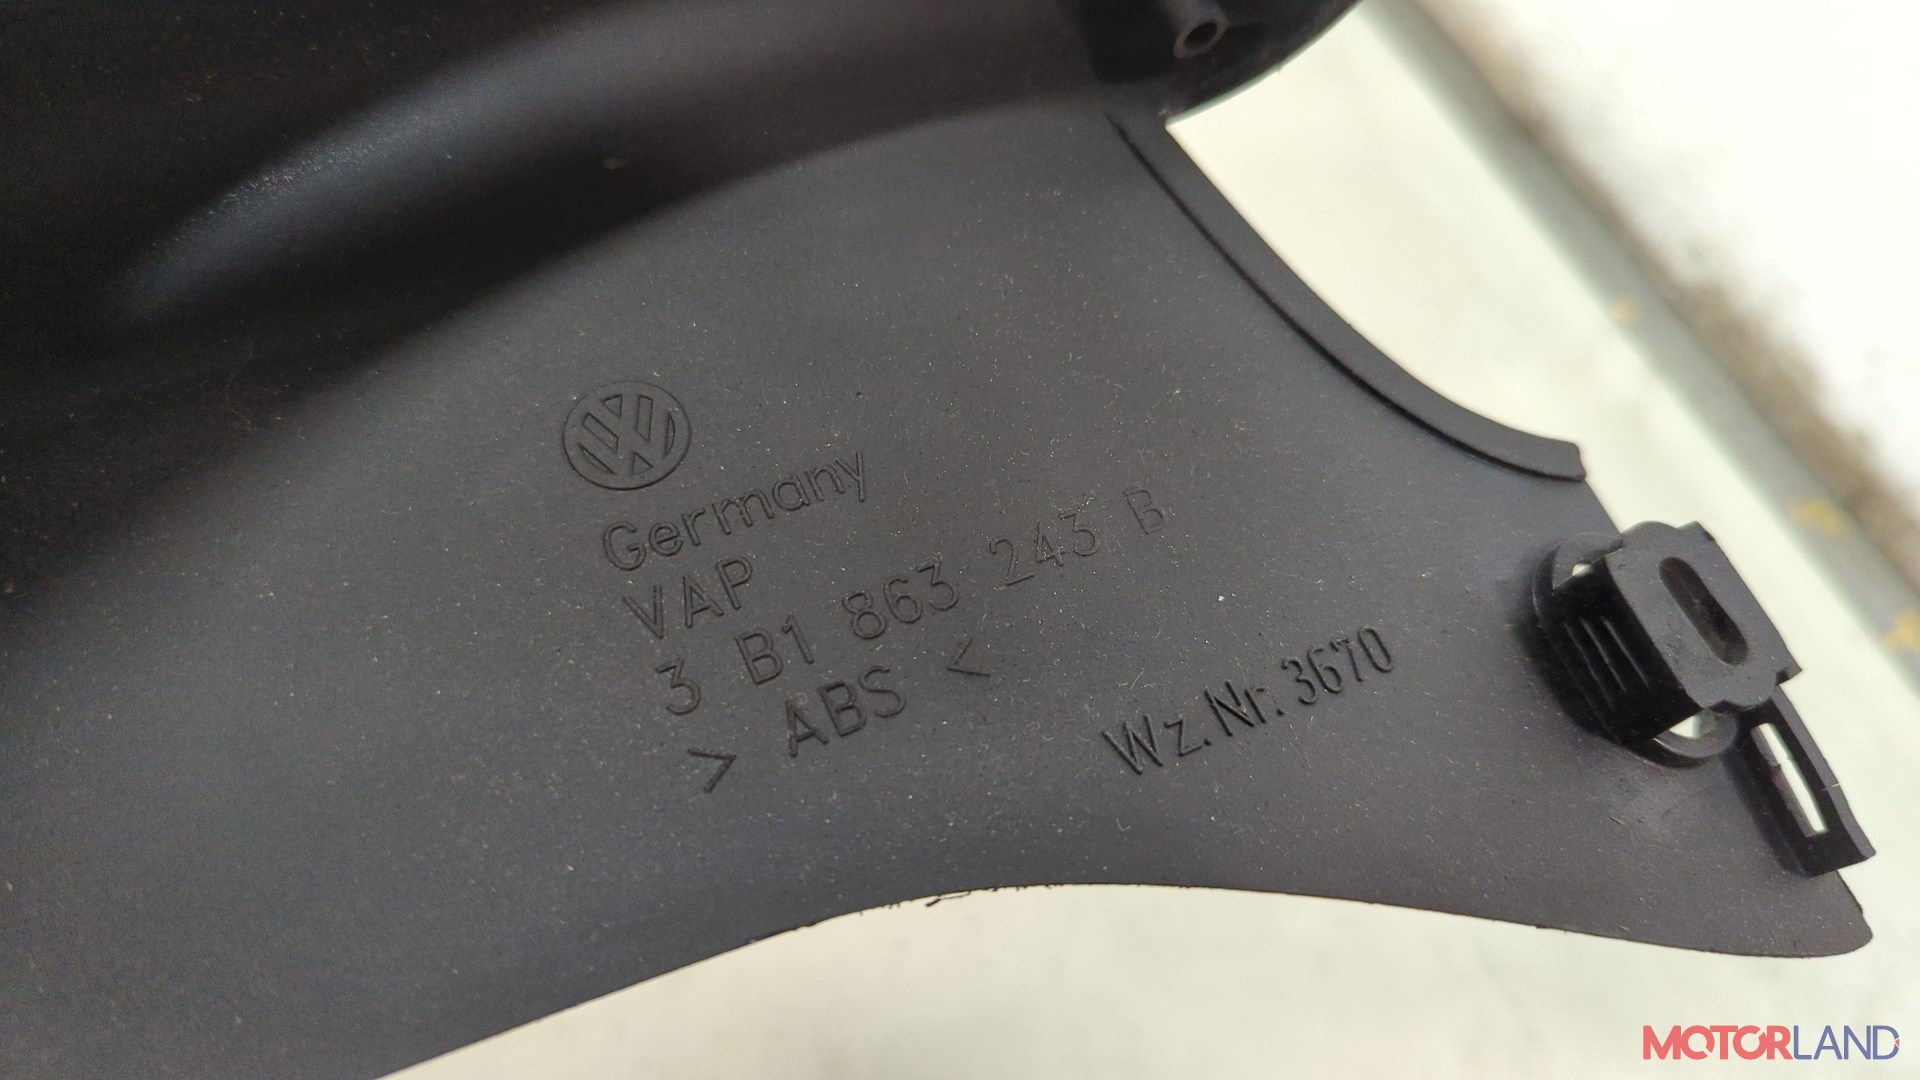 Germany
VAP
3 B1 863 243 B
> ABS <
Wz.Nr. 3670
MOTORLAND